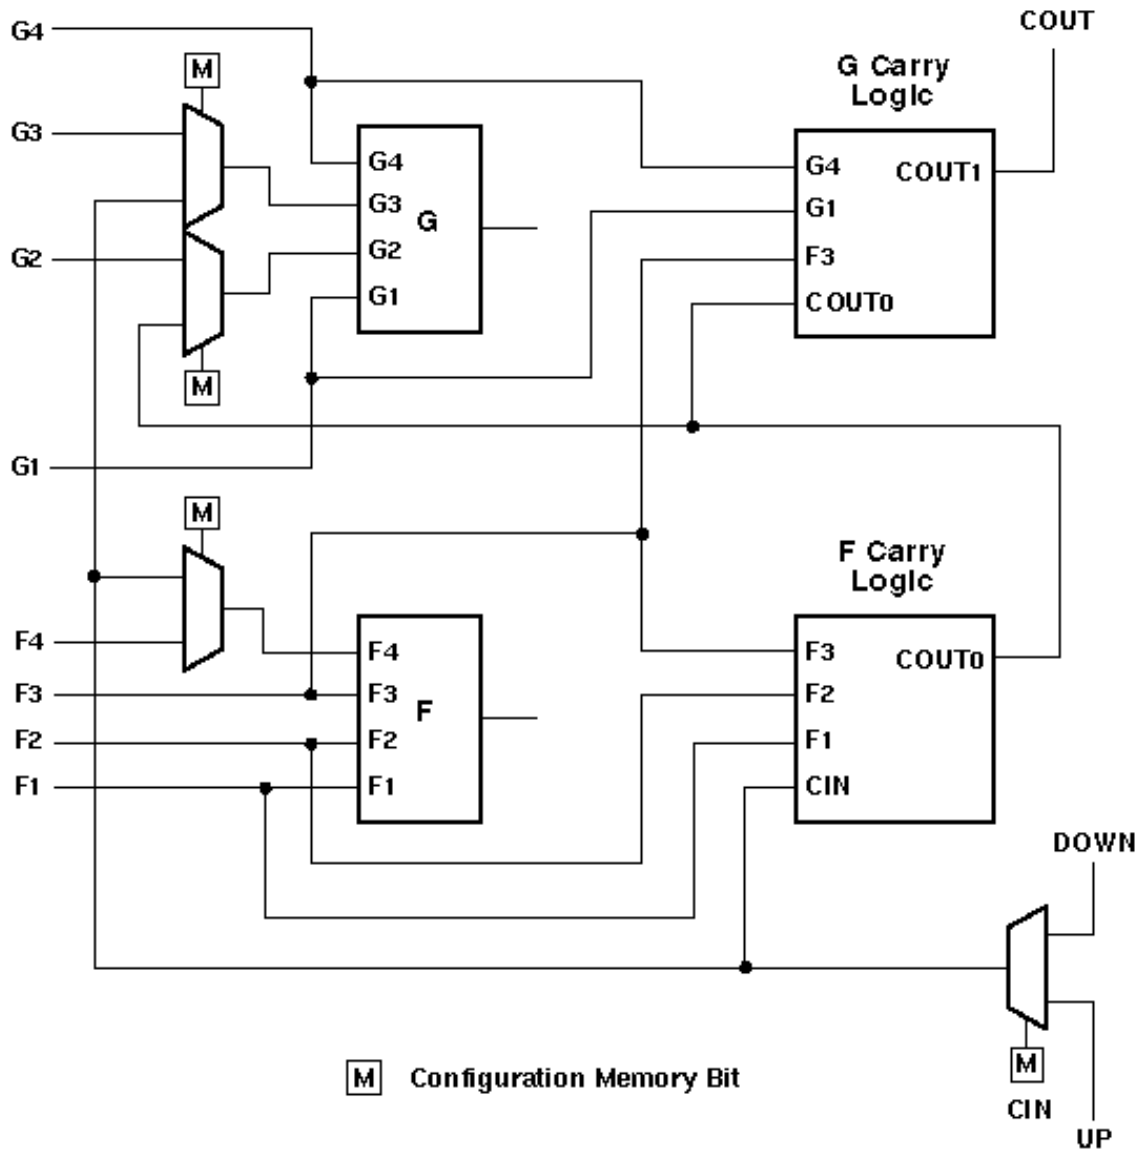 COUT
G4
G Carry
Logic
M
G3
G4
G3
G2
G1
G
G4
G1
F3
COUT0
COUT1
G2
M
G1
M
F Carry
Logic
F4
F3
F2
F1
F4
F3
F2
F1
F
F3
F2
F1
CIN
COUT0
DOWN
M Configuration Memory Bit
M
CIN
UP